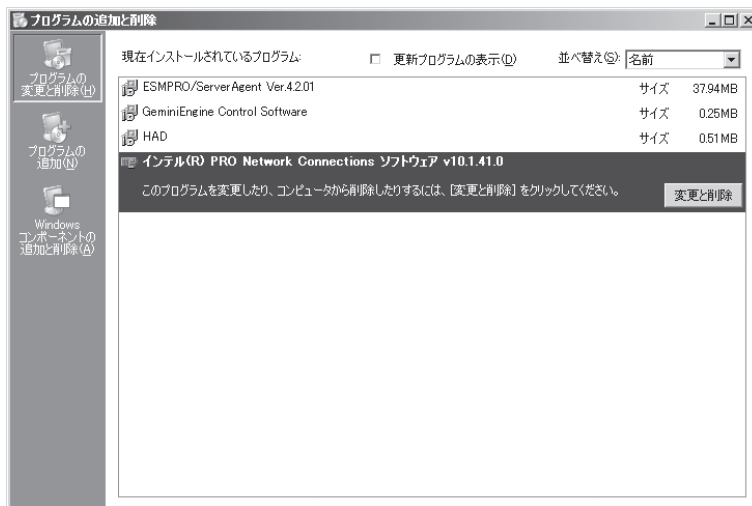 プログラムの追加と削除
プログラムの
変更と削除(H)
プログラムの
追加(N)
Windows
コンポーネントの
追加と削除(A)
現在インストールされているプログラム:
更新プログラムの表示(D)
並べ替え(S): 名前
ESMPRO/ServerAgent Ver.4.2.01 サイズ 37.94MB
GeminiEngine Control Software サイズ 0.25MB
HAD サイズ 0.51MB
インテル(R) PRO Network Connections ソフトウェア v10.1.41.0
このプログラムを変更したり、コンピュータから削除したりするには、[変更と削除] をクリックしてください。 変更と削除